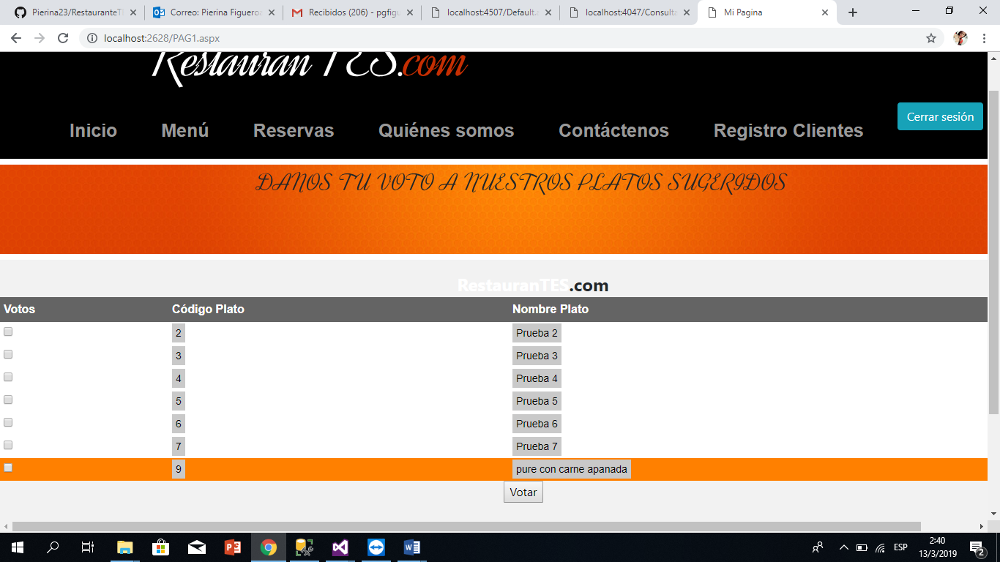 Pierina23/RestauranteT
Correo: Pierina Figueroa
Recibidos (206) - pgfigu
localhost:4507/Default.a
localhost:4047/Consulta
Mi Pagina
localhost:2628/PAG1.aspx
RestauranTES.com
Cerrar sesión
Inicio Menú Reservas Quiénes somos Contáctenos Registro Clientes
DANOS TU VOTO A NUESTROS PLATOS SUGERIDOS
RestauranTES.com
Votos Código Plato Nombre Plato
2 Prueba 2
3 Prueba 3
4 Prueba 4
5 Prueba 5
6 Prueba 6
7 Prueba 7
9 pure con carne apanada
Votar
ESP
2:40
13/3/2019
2